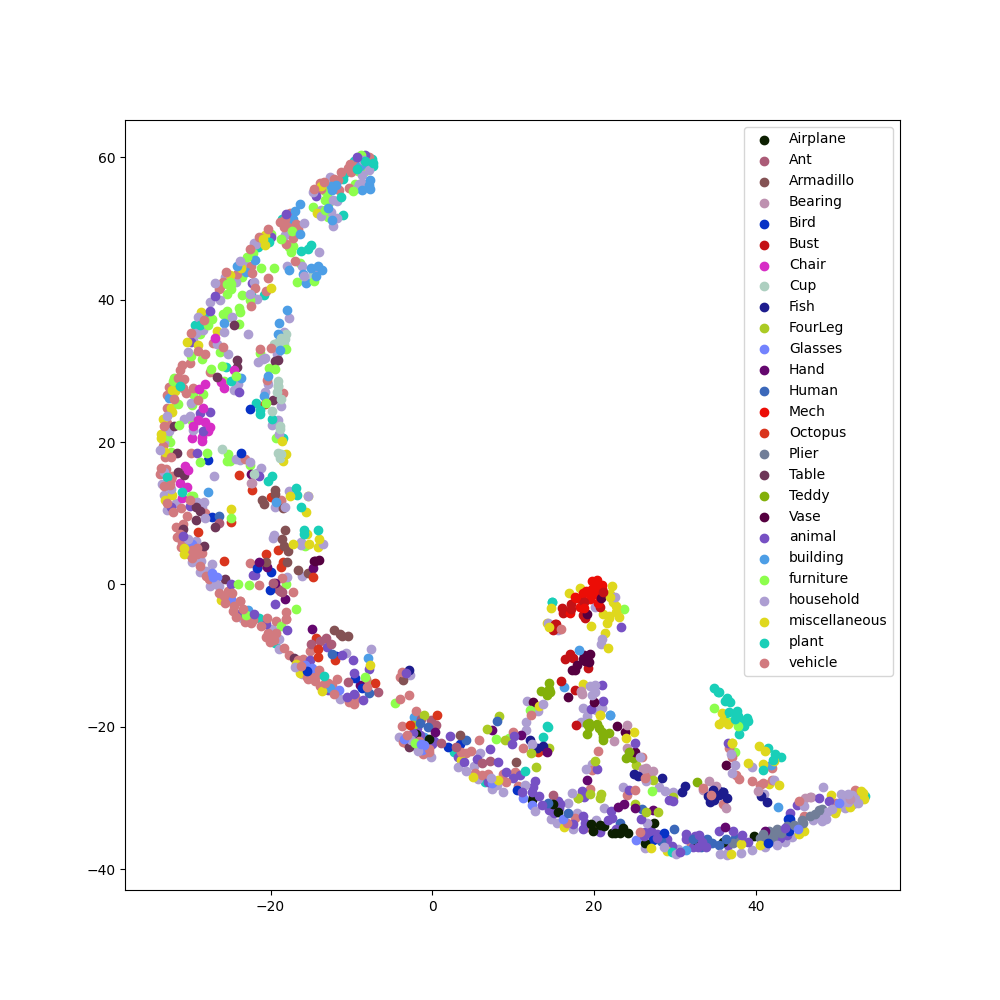 60
40
20
0
−20
−40
−20
0
20
40
Airplane
Ant
Armadillo
Bearing
Bird
Bust
Chair
Cup
Fish
FourLeg
Glasses
Hand
Human
Mech
Octopus
Plier
Table
Teddy
Vase
animal
building
furniture
household
miscellaneous
plant
vehicle